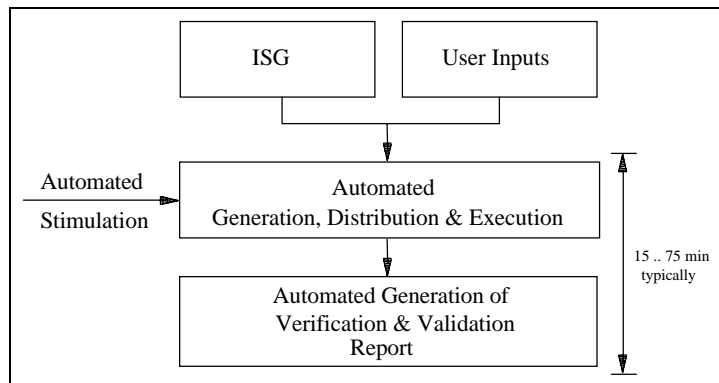 ISG
User Inputs
Automated
Stimulation
Automated
Generation, Distribution & Execution
15 .. 75 min
typically
Automated Generation of
Verification & Validation
Report